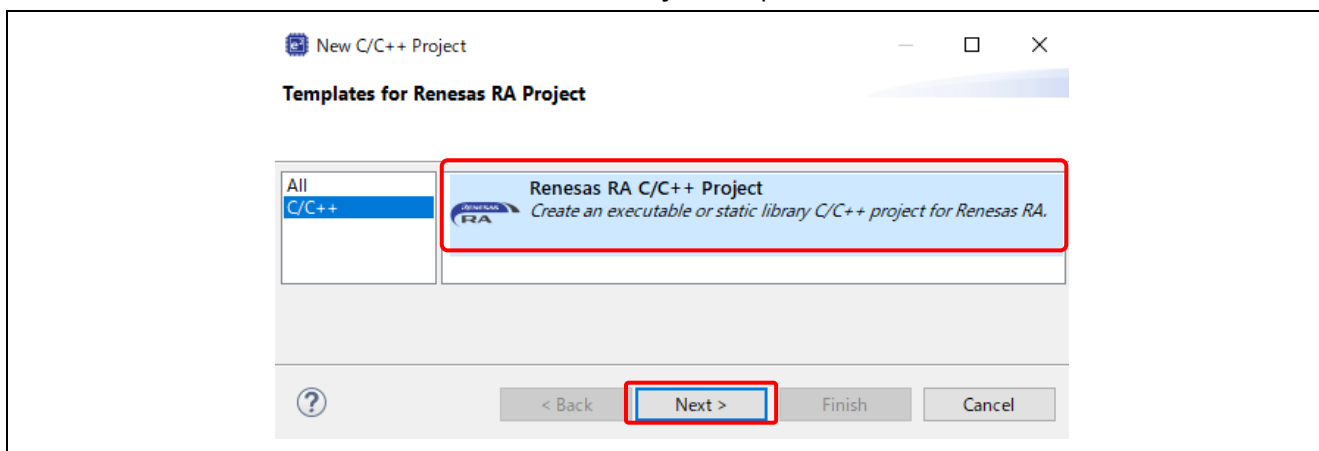 New C/C++ Project
Templates for Renesas RA Project
All
C/C++
RENESAS
RA
Renesas RA C/C++ Project
Create an executable or static library C/C++ project for Renesas RA.
?
< Back
Next >
Finish
Cancel